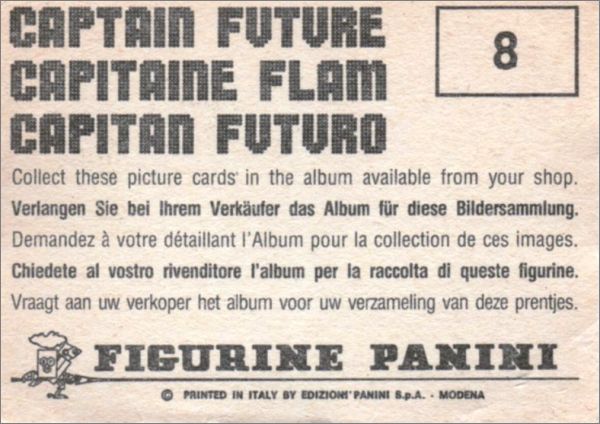 CAPTAIN FUTURE
8
CAPITAINE FLAM
CAPITAN FUTURO
Collect these picture cards in the album available from your shop.
Verlangen Sie bei Ihrem Verkäufer das Album für diese Bildersammlung.
Demandez à votre détaillant l'Album pour la collection de ces images.
Chiedete al vostro rivenditore l'album per la raccolta di queste figurine.
Vraagt aan uw verkoper het album voor uw verzameling van deze prentjes.
FIGURINE PANINI
© PRINTED IN ITALY BY EDIZIONI PANINI S.p.A. - MODENA